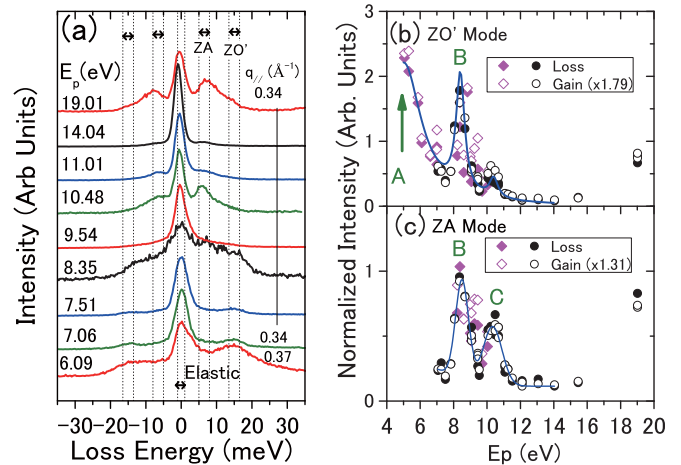 (a)
ZA ZO’
E_p(eV)
q_// (Å⁻¹)
0.34
19.01
14.04
11.01
10.48
9.54
8.35
7.51
7.06
0.34
0.37
6.09
Elastic
-30 -20 -10 0 10 20 30
Loss Energy (meV)
Intensity (Arb Units)
(b) ZO’ Mode
B
Loss
Gain (x1.79)
A
3
2
1
0
(c) ZA Mode
B
C
Loss
Gain (x1.31)
1
0
4 6 8 10 12 14 16 18 20
Ep (eV)
Normalized Intensity (Arb. Units)